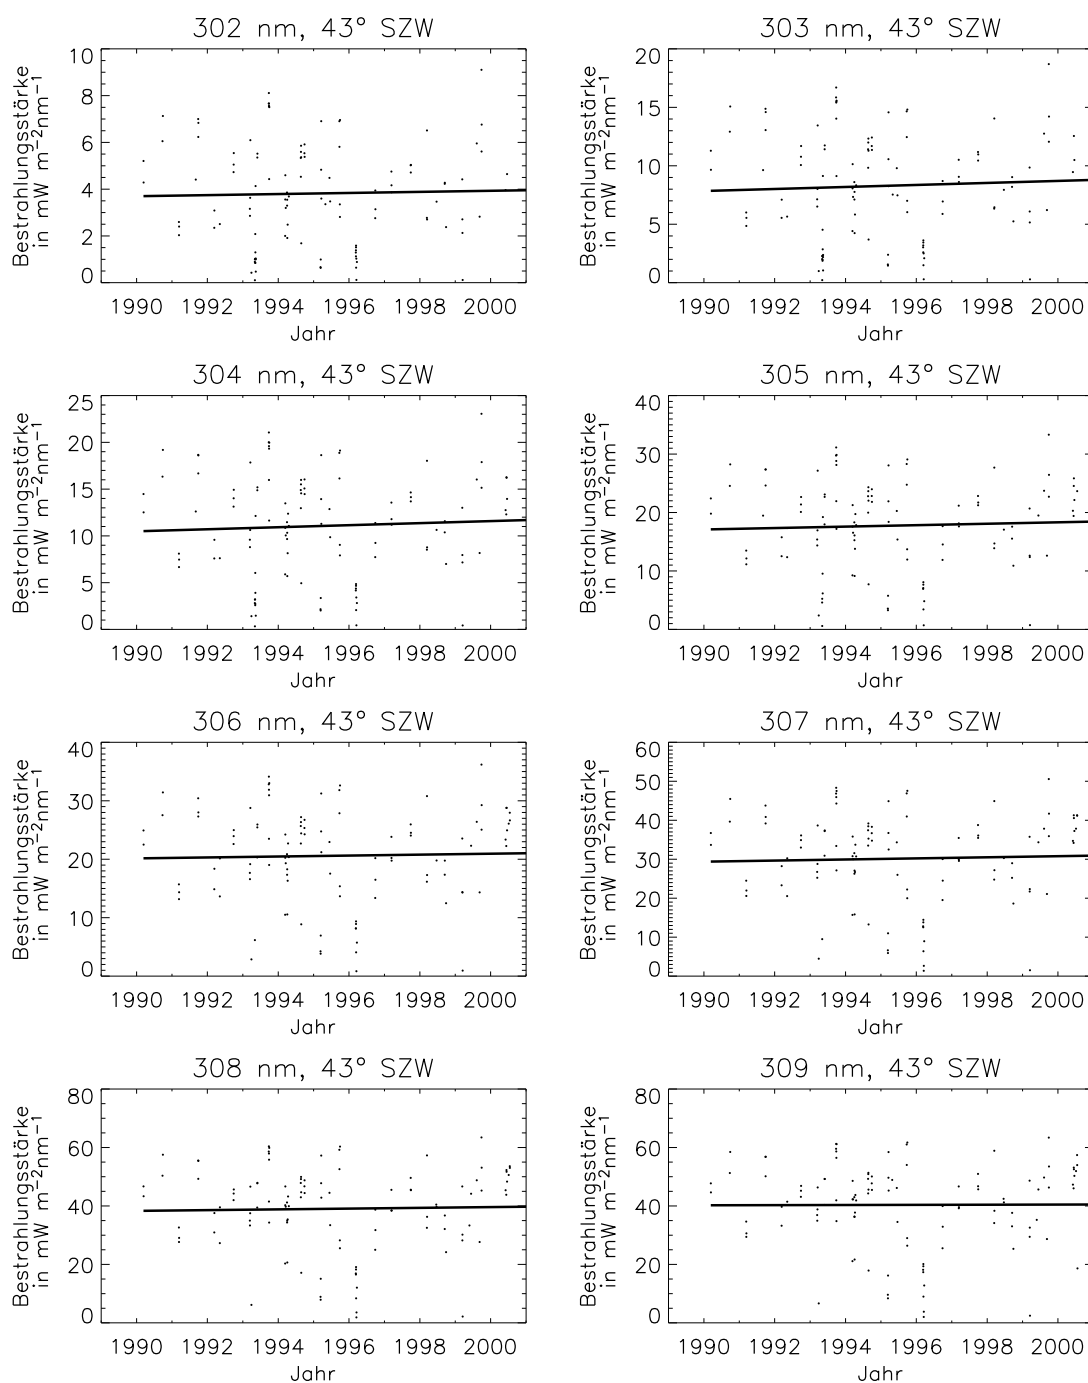 302 nm, 43° SZW
Bestrahlungsstärke
in mW m⁻²nm⁻¹
10
8
6
4
2
0
1990 1992 1994 1996 1998 2000
Jahr
303 nm, 43° SZW
Bestrahlungsstärke
in mW m⁻²nm⁻¹
20
15
10
5
0
1990 1992 1994 1996 1998 2000
Jahr
304 nm, 43° SZW
Bestrahlungsstärke
in mW m⁻²nm⁻¹
25
20
15
10
5
0
1990 1992 1994 1996 1998 2000
Jahr
305 nm, 43° SZW
Bestrahlungsstärke
in mW m⁻²nm⁻¹
40
30
20
10
0
1990 1992 1994 1996 1998 2000
Jahr
306 nm, 43° SZW
Bestrahlungsstärke
in mW m⁻²nm⁻¹
40
30
20
10
0
1990 1992 1994 1996 1998 2000
Jahr
307 nm, 43° SZW
Bestrahlungsstärke
in mW m⁻²nm⁻¹
60
50
40
30
20
10
0
1990 1992 1994 1996 1998 2000
Jahr
308 nm, 43° SZW
Bestrahlungsstärke
in mW m⁻²nm⁻¹
80
60
40
20
0
1990 1992 1994 1996 1998 2000
Jahr
309 nm, 43° SZW
Bestrahlungsstärke
in mW m⁻²nm⁻¹
80
60
40
20
0
1990 1992 1994 1996 1998 2000
Jahr